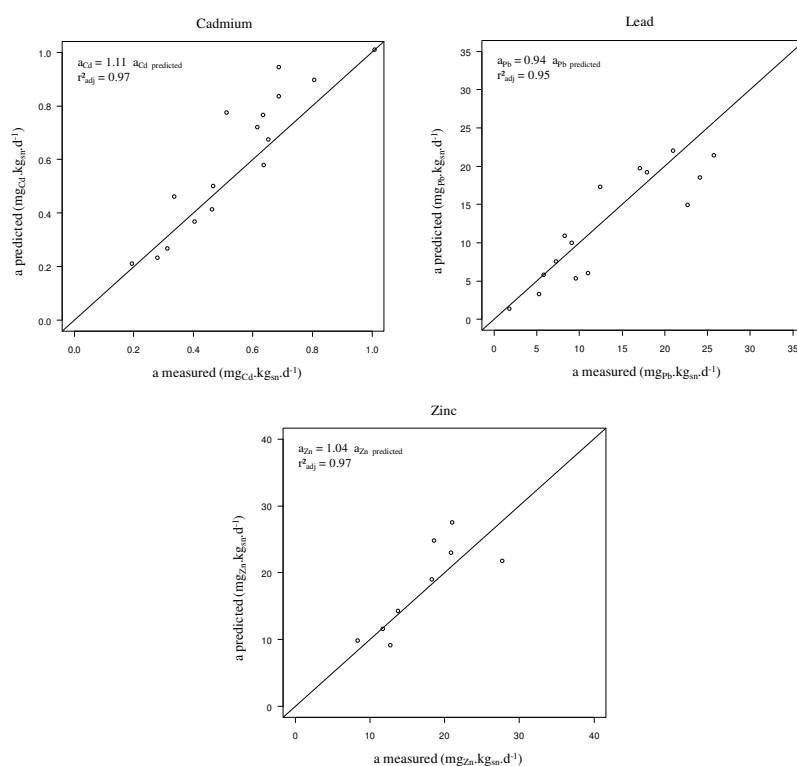 Cadmium
a_Cd = 1.11 a_Cd predicted
r²_adj = 0.97
1.0
0.8
0.6
0.4
0.2
0.0
a predicted (mg_Cd.kg_sn.d⁻¹)
0.0 0.2 0.4 0.6 0.8 1.0
a measured (mg_Cd.kg_sn.d⁻¹)
Lead
a_Pb = 0.94 a_Pb predicted
r²_adj = 0.95
35
30
25
20
15
10
5
0
a predicted (mg_Pb.kg_sn.d⁻¹)
0 5 10 15 20 25 30 35
a measured (mg_Pb.kg_sn.d⁻¹)
Zinc
a_Zn = 1.04 a_Zn predicted
r²_adj = 0.97
40
30
20
10
0
a predicted (mg_Zn.kg_sn.d⁻¹)
0 10 20 30 40
a measured (mg_Zn.kg_sn.d⁻¹)